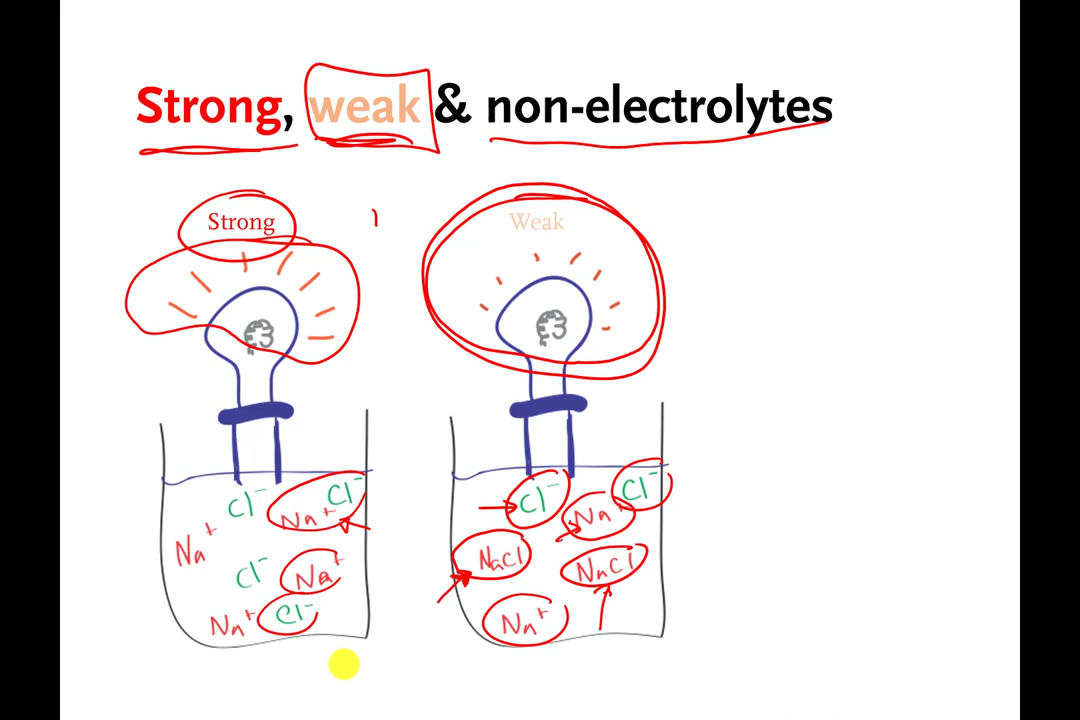 Strong, weak & non-electrolytes
Strong
Weak
Cl⁻ Cl⁻
Na⁺
Na⁺
Cl⁻ Na⁺
Na⁺ Cl⁻
Cl⁻ Cl⁻
Na⁺
NaCl NaCl
Na⁺